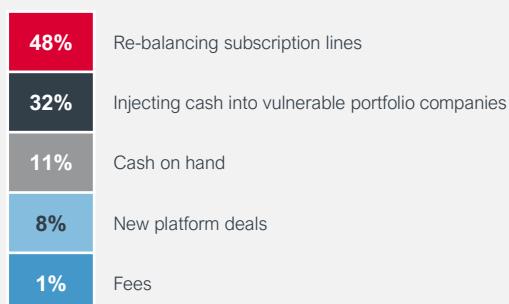 48% Re-balancing subscription lines
32% Injecting cash into vulnerable portfolio companies
11% Cash on hand
8% New platform deals
1% Fees